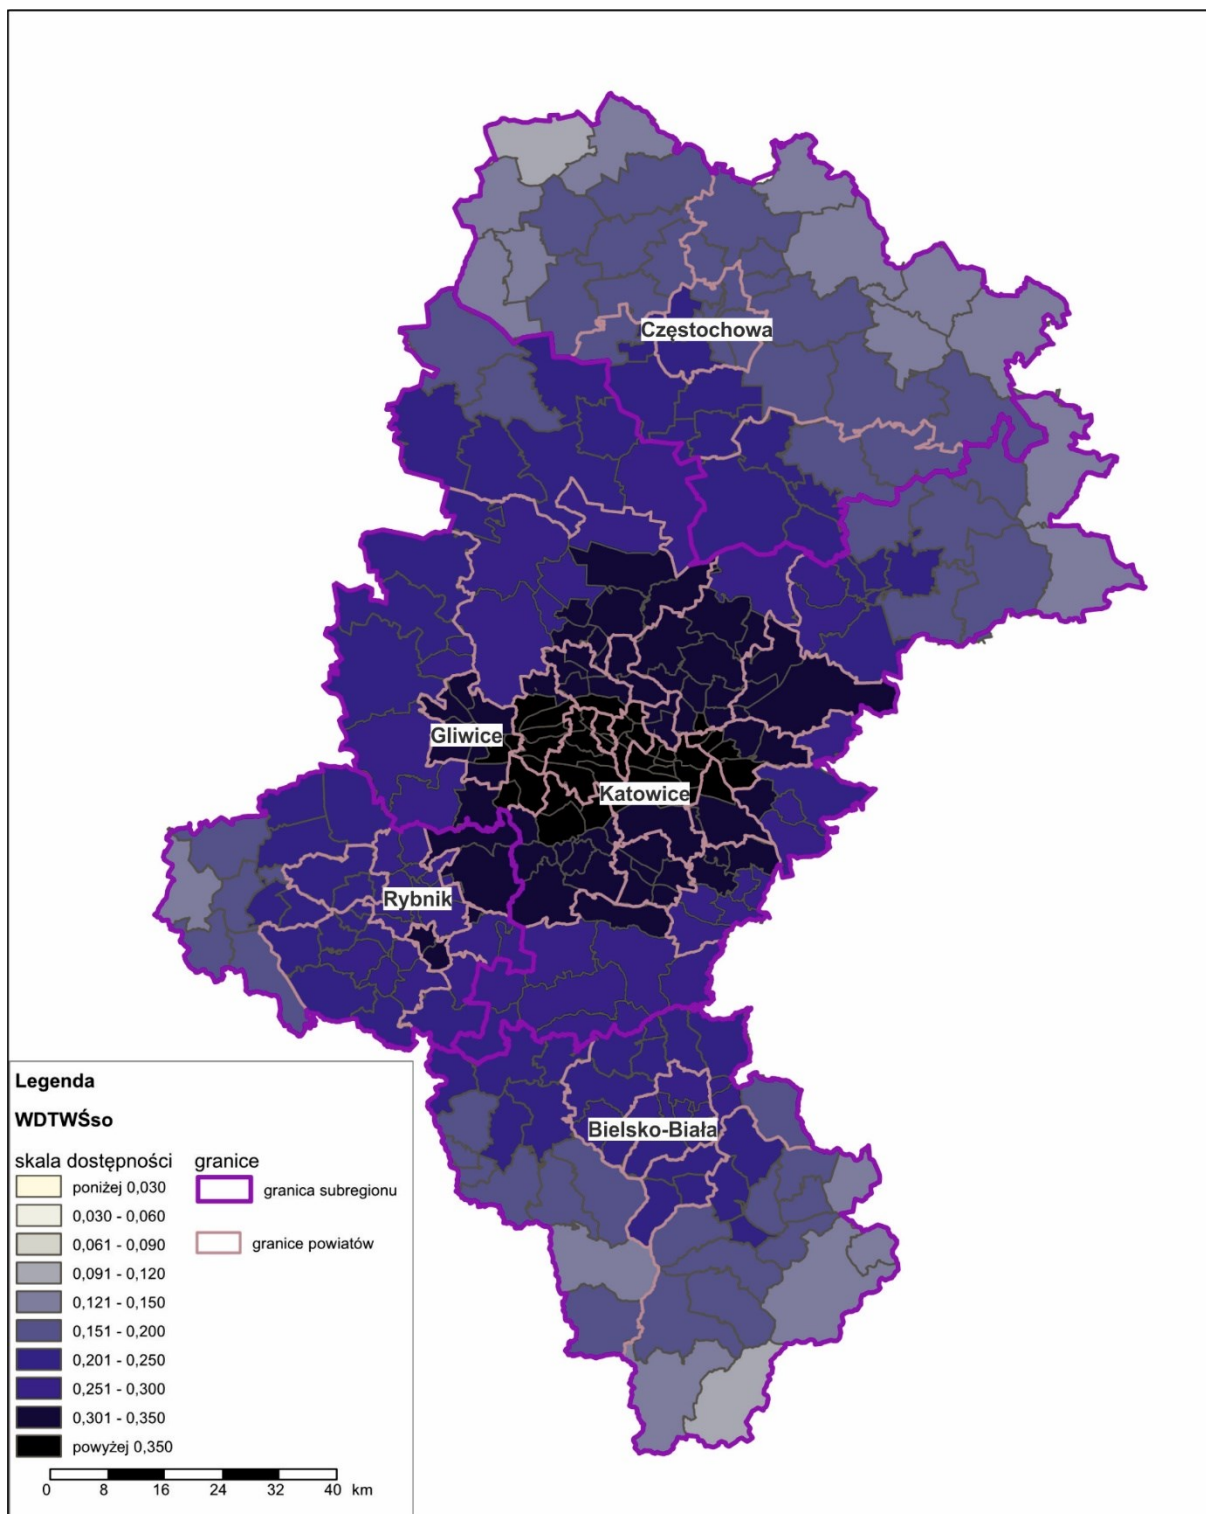 Częstochowa
Gliwice
Katowice
Rybnik
Bielsko-Biała
Legenda
WDTWŚso
skala dostępności
poniżej 0,030
0,030 - 0,060
0,061 - 0,090
0,091 - 0,120
0,121 - 0,150
0,151 - 0,200
0,201 - 0,250
0,251 - 0,300
0,301 - 0,350
powyżej 0,350
granice
granica subregionu
granice powiatów
0 8 16 24 32 40 km